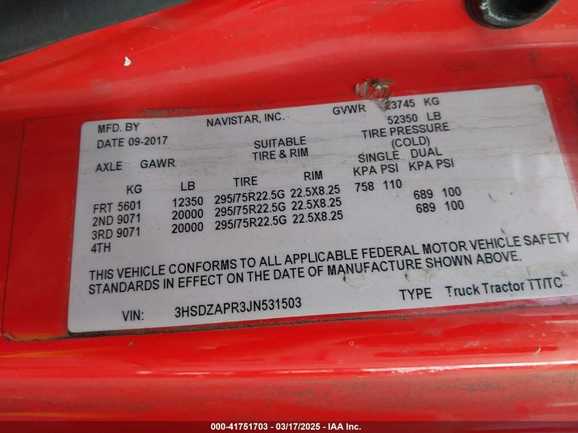 MFD. BY NAVISTAR, INC. GVWR 23745 KG
DATE 09-2017 52350 LB
SUITABLE TIRE PRESSURE
AXLE GAWR TIRE & RIM (COLD)
SINGLE DUAL
KG LB TIRE RIM KPA PSI KPA PSI
FRT 5601 12350 295/75R22.5G 22.5X8.25 758 110
2ND 9071 20000 295/75R22.5G 22.5X8.25 689 100
3RD 9071 20000 295/75R22.5G 22.5X8.25 689 100
4TH
THIS VEHICLE CONFORMS TO ALL APPLICABLE FEDERAL MOTOR VEHICLE SAFETY
STANDARDS IN EFFECT ON THE DATE OF MANUFACTURE SHOWN ABOVE.
VIN: 3HSDZAPR3JN531503 TYPE Truck Tractor TT/TC
000-41751703 - 03/17/2025 - IAA Inc.